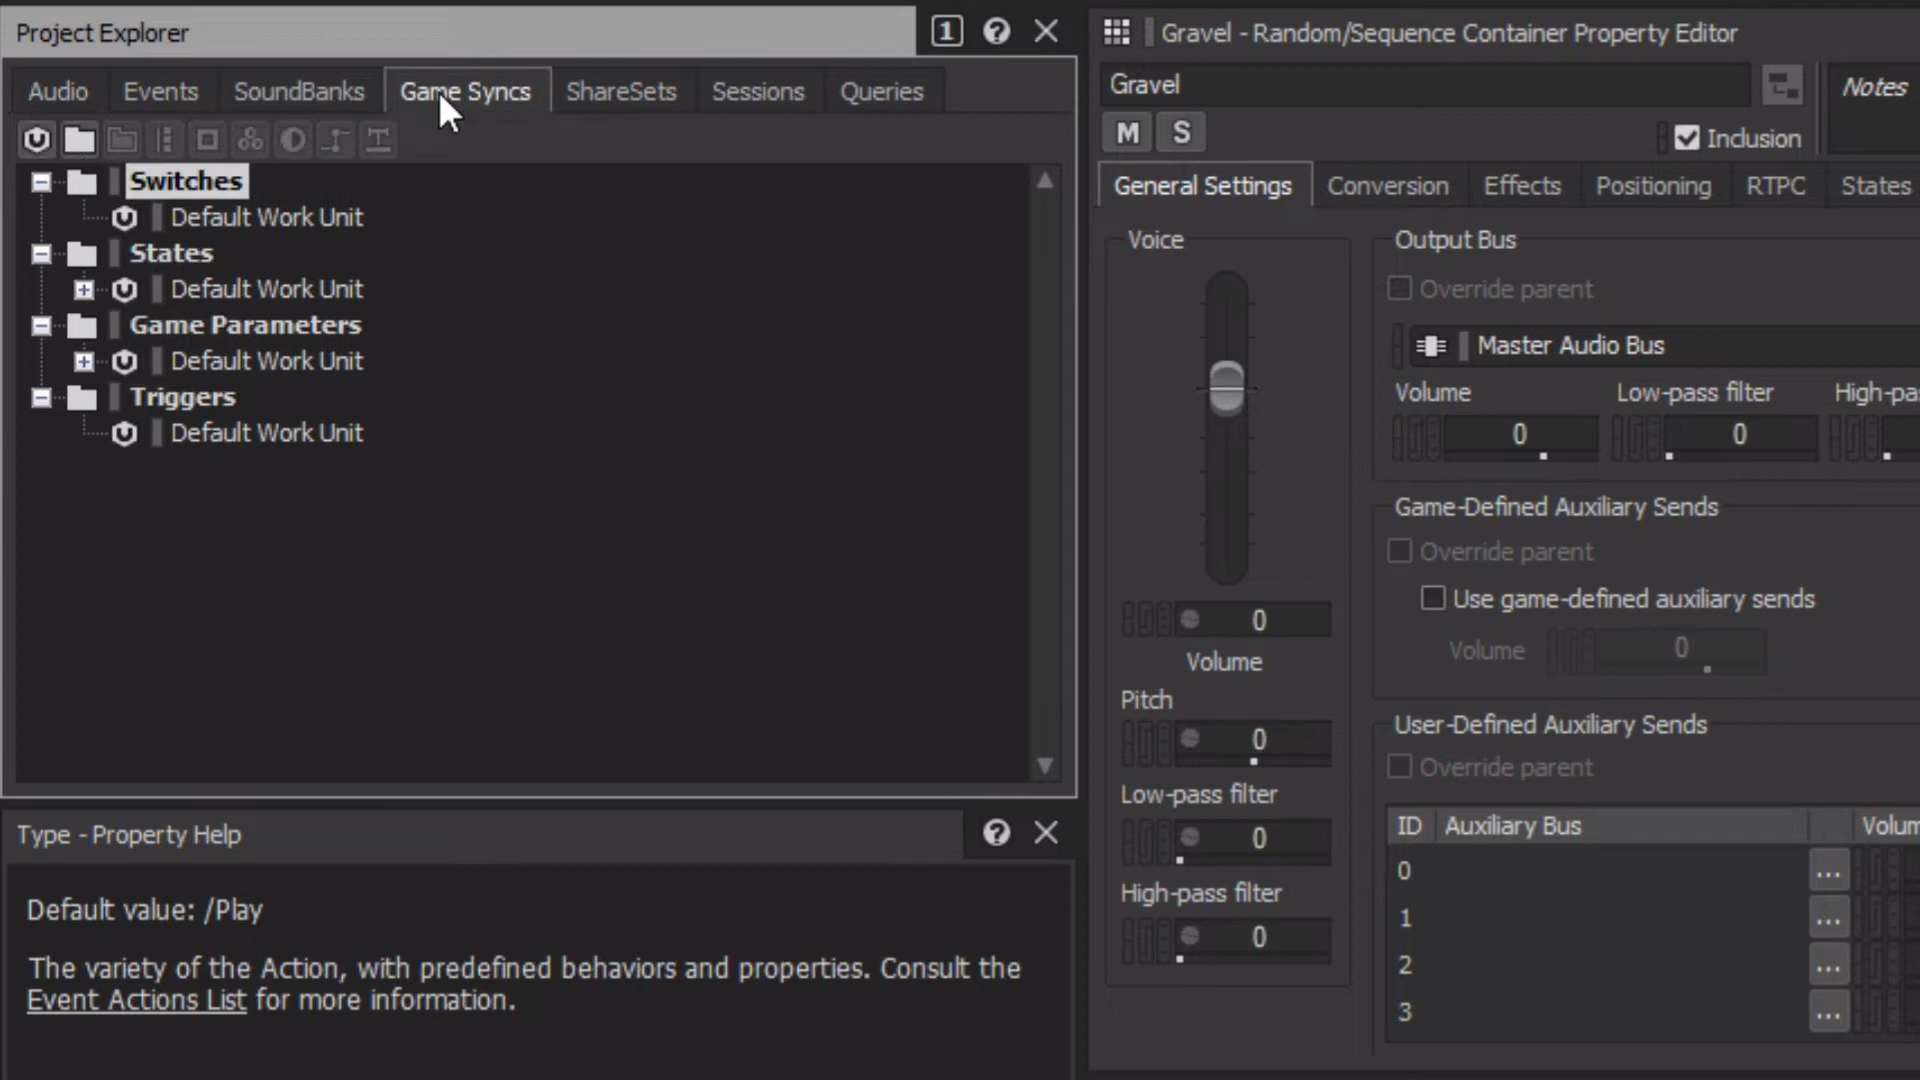 Project Explorer
1
Audio Events SoundBanks Game Syncs ShareSets Sessions Queries
Switches
Default Work Unit
States
Default Work Unit
Game Parameters
Default Work Unit
Triggers
Default Work Unit
Type - Property Help
Default value: /Play
The variety of the Action, with predefined behaviors and properties. Consult the
Event Actions List for more information.
Gravel - Random/Sequence Container Property Editor
Gravel
Notes
M S
Inclusion
General Settings Conversion Effects Positioning RTPC States
Voice
0
Volume
Pitch
0
Low-pass filter
0
High-pass filter
0
Output Bus
Override parent
Master Audio Bus
Volume Low-pass filter High-pas
0 0
Game-Defined Auxiliary Sends
Override parent
Use game-defined auxiliary sends
Volume 0
User-Defined Auxiliary Sends
Override parent
ID Auxiliary Bus Volum
0 ...
1 ...
2 ...
3 ...